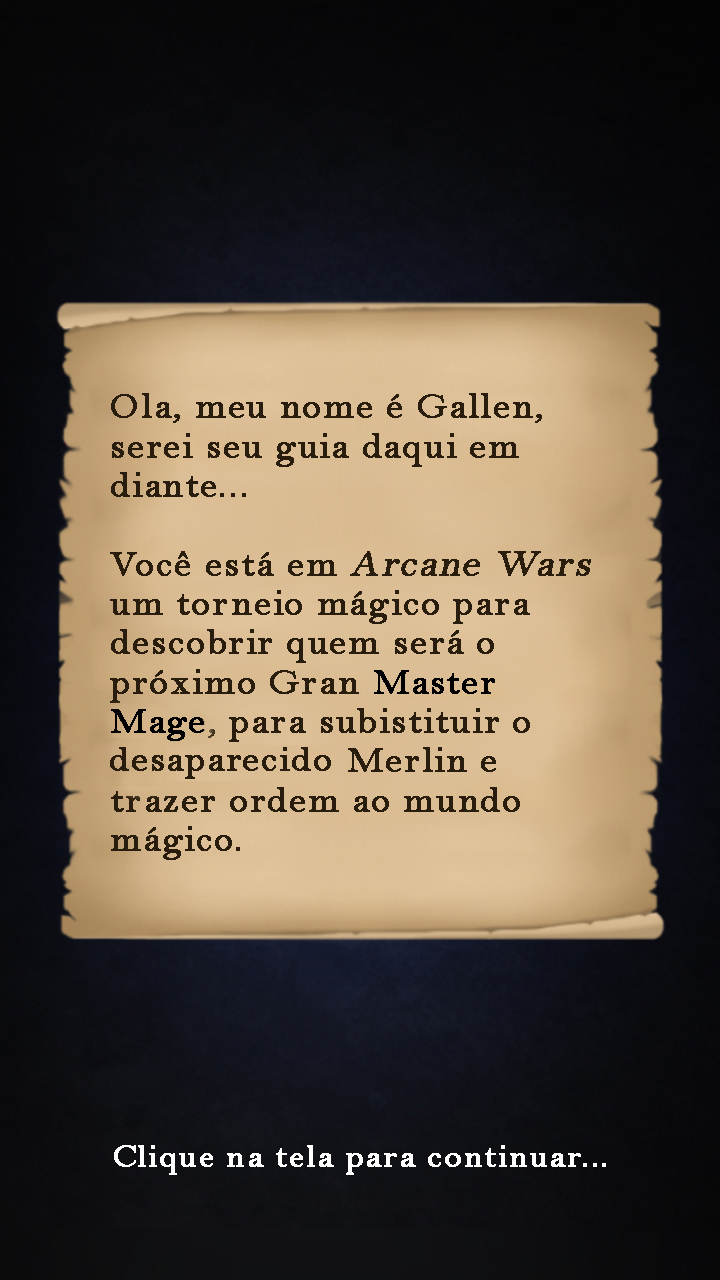 Ola, meu nome é Gallen,
serei seu guia daqui em
diante...
Você está em Arcane Wars
um torneio mágico para
descobrir quem será o
próximo Gran Master
Mage, para subistituir o
desaparecido Merlin e
trazer ordem ao mundo
mágico.
Clique na tela para continuar...